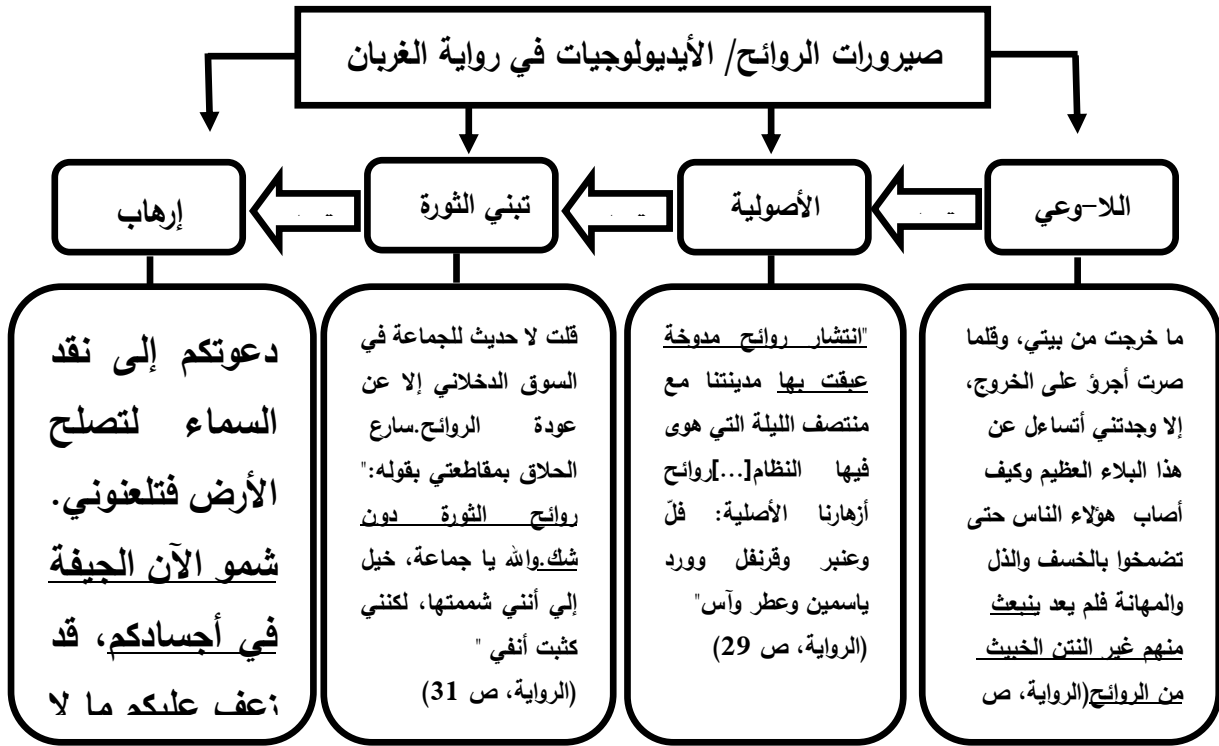 صيرورات الروائح/ الأيديولوجيات في رواية الغربان
اللا-وعي
الأصولية
تبني الثورة
إرهاب
ما خرجت من بيتي، وقلما
صرت أجرؤ على الخروج،
إلا وجدتني أتساءل عن
هذا البلاء العظيم وكيف
أصاب هؤلاء الناس حتى
تضمخوا بالخسف والذل
والمهانة فلم يعد ينبعث
منهم غير النتن الخبيث
من الروائح(الرواية، ص
"انتشار روائح مدوخة
عبقت بها مدينتنا مع
منتصف الليلة التي هوى
فيها النظام[...]روائح
أزهارنا الأصلية: فلّ
وعنبر وقرنفل وورد
ياسمين وعطر وآس"
(الرواية، ص 29)
قلت لا حديث للجماعة في
السوق الدخلاني إلا عن
عودة الروائح.سارع
الحلاق بمقاطعتي بقوله:"
روائح الثورة دون
شك.والله يا جماعة، خيل
إلي أنني شممتها، لكنني
كذبت أنفي "
(الرواية، ص 31)
دعوتكم إلى نقد
السماء لتصلح
الأرض فتلعنوني.
شمو الآن الجيفة
في أجسادكم، قد
زعف عليكم ما لا